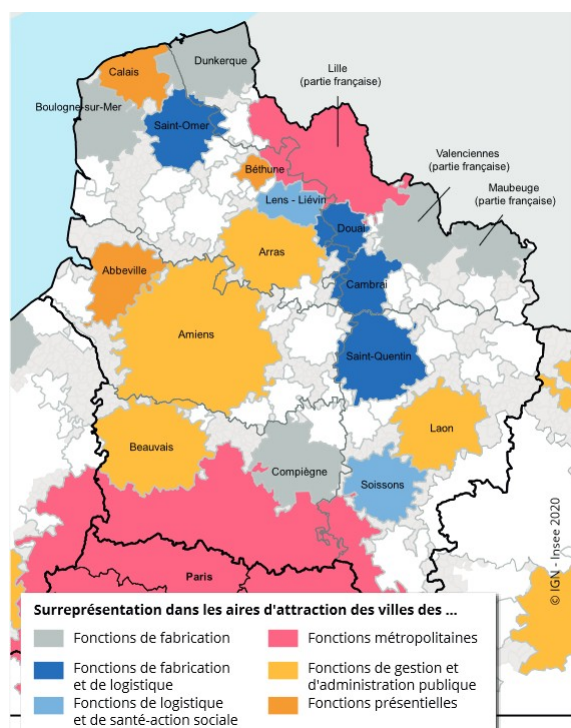 Dunkerque
Calais
Lille
(partie française)
Boulogne-sur-Mer
Saint-Omer
Valenciennes
(partie française)
Béthune
Maubeuge
(partie française)
Lens - Liévin
Douai
Arras
Abbeville
Cambrai
Amiens
Saint-Quentin
Laon
Beauvais
Compiègne
Soissons
© IGN - Insee 2020
Paris
Surreprésentation dans les aires d'attraction des villes des ...
Fonctions de fabrication
Fonctions métropolitaines
Fonctions de fabrication
et de logistique
Fonctions de gestion et
d'administration publique
Fonctions de logistique
et de santé-action sociale
Fonctions présentielles